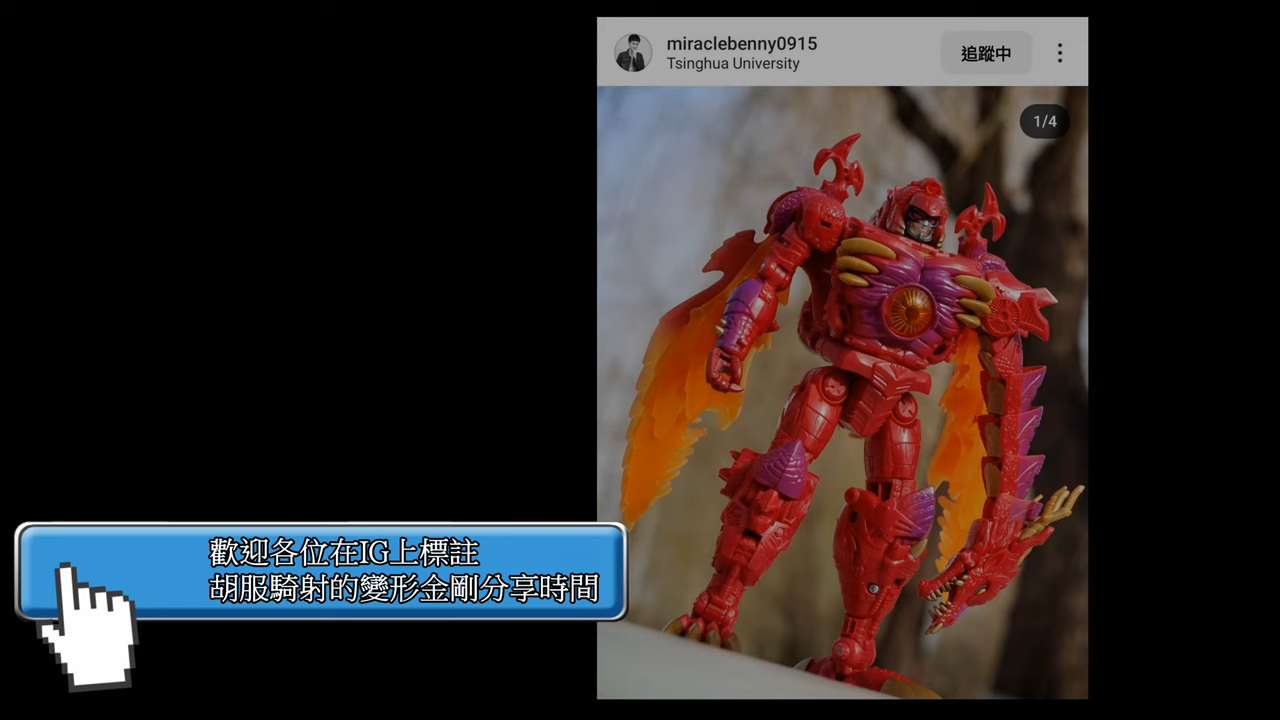 miraclebenny0915
Tsinghua University
追蹤中
1/4
歡迎各位在IG上標註
胡服騎射的變形金剛分享時間